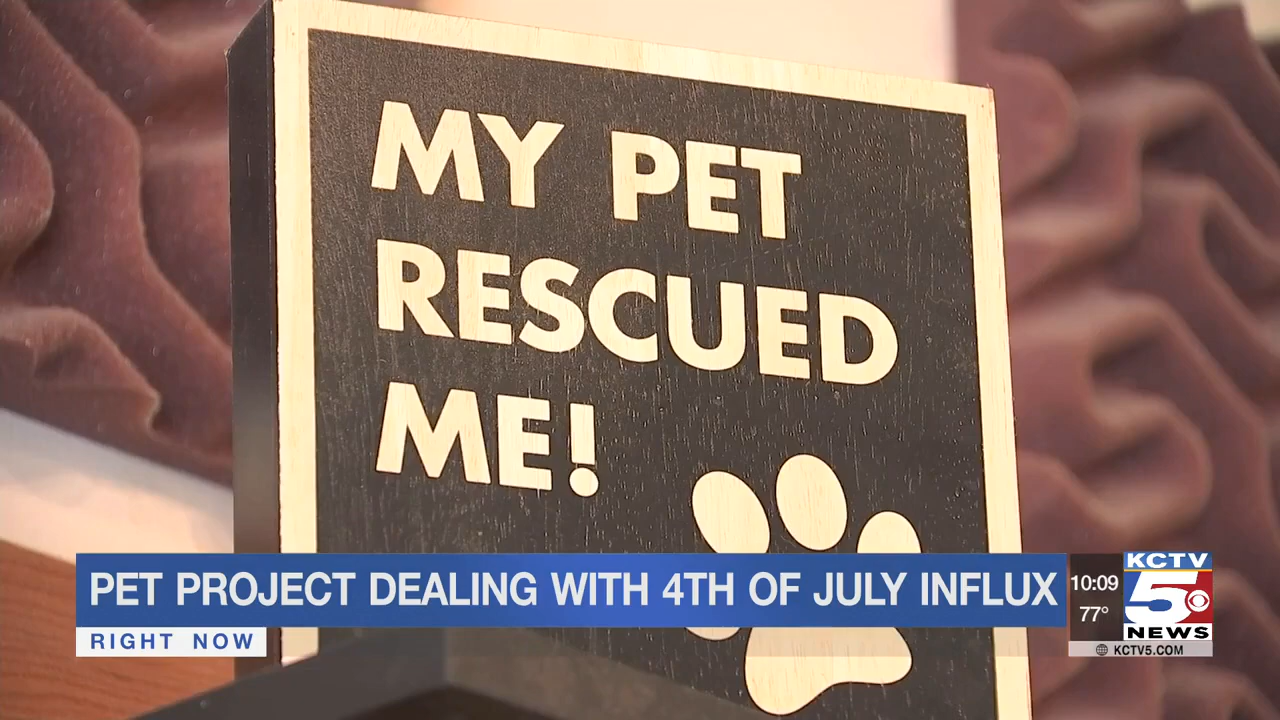 MY PET
RESCUED
ME!
PET PROJECT DEALING WITH 4TH OF JULY INFLUX
RIGHT NOW
10:09
77°
KCTV
5
NEWS
KCTV5.COM